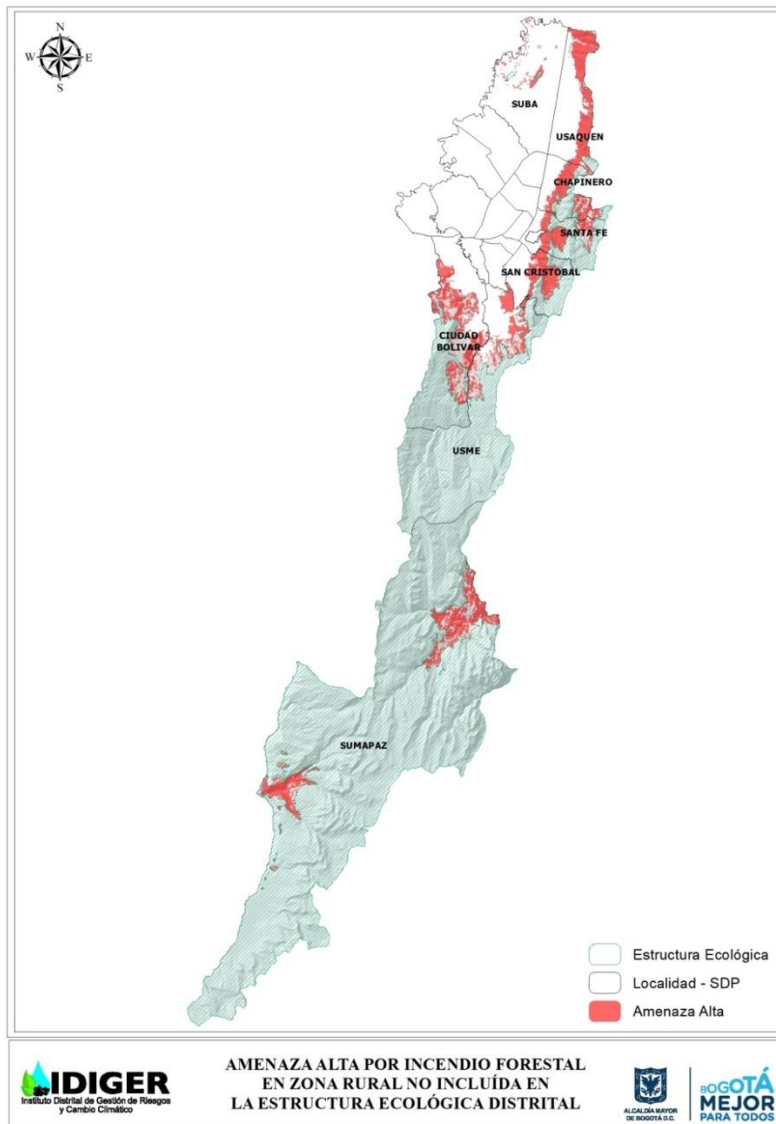 N
W
E
S
SUBA
USAQUEN
CHAPINERO
SANTA FE
SAN CRISTOBAL
CIUDAD
BOLIVAR
USME
SUMAPAZ
Estructura Ecológica
Localidad - SDP
Amenaza Alta
IDIGER
Instituto Distrital de Gestión de Riesgos
y Cambio Climático
AMENAZA ALTA POR INCENDIO FORESTAL
EN ZONA RURAL NO INCLUÍDA EN
LA ESTRUCTURA ECOLÓGICA DISTRITAL
ALCALDÍA MAYOR
DE BOGOTÁ D.C.
BOGOTÁ
MEJOR
PARA TODOS